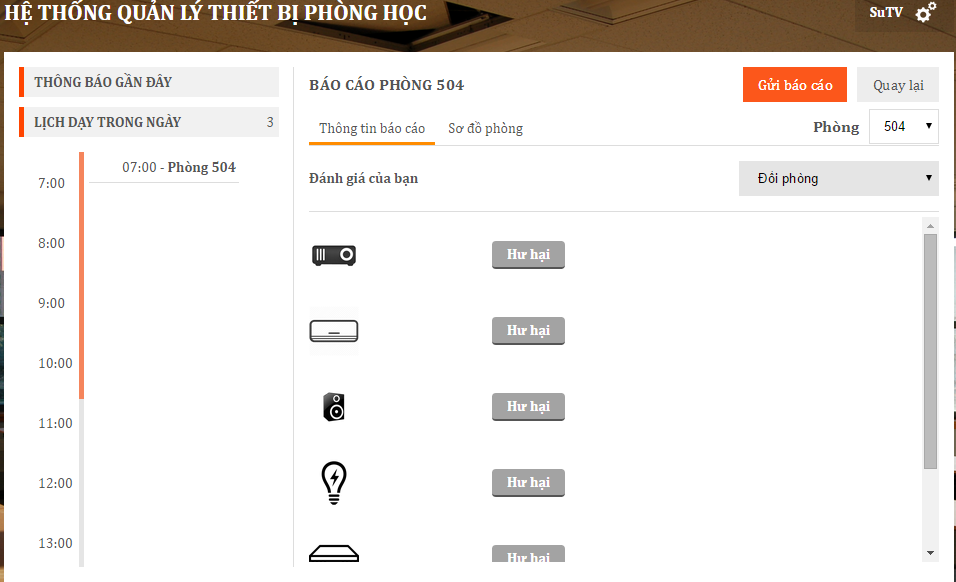 HỆ THỐNG QUẢN LÝ THIẾT BỊ PHÒNG HỌC
SuTV
THÔNG BÁO GẦN ĐÂY
LỊCH DẠY TRONG NGÀY 3
07:00 - Phòng 504
7:00
8:00
9:00
10:00
11:00
12:00
13:00
BÁO CÁO PHÒNG 504
Gửi báo cáo
Quay lại
Thông tin báo cáo
Sơ đồ phòng
Phòng 504
Đánh giá của bạn
Đổi phòng
Hư hại
Hư hại
Hư hại
Hư hại
Hư hại